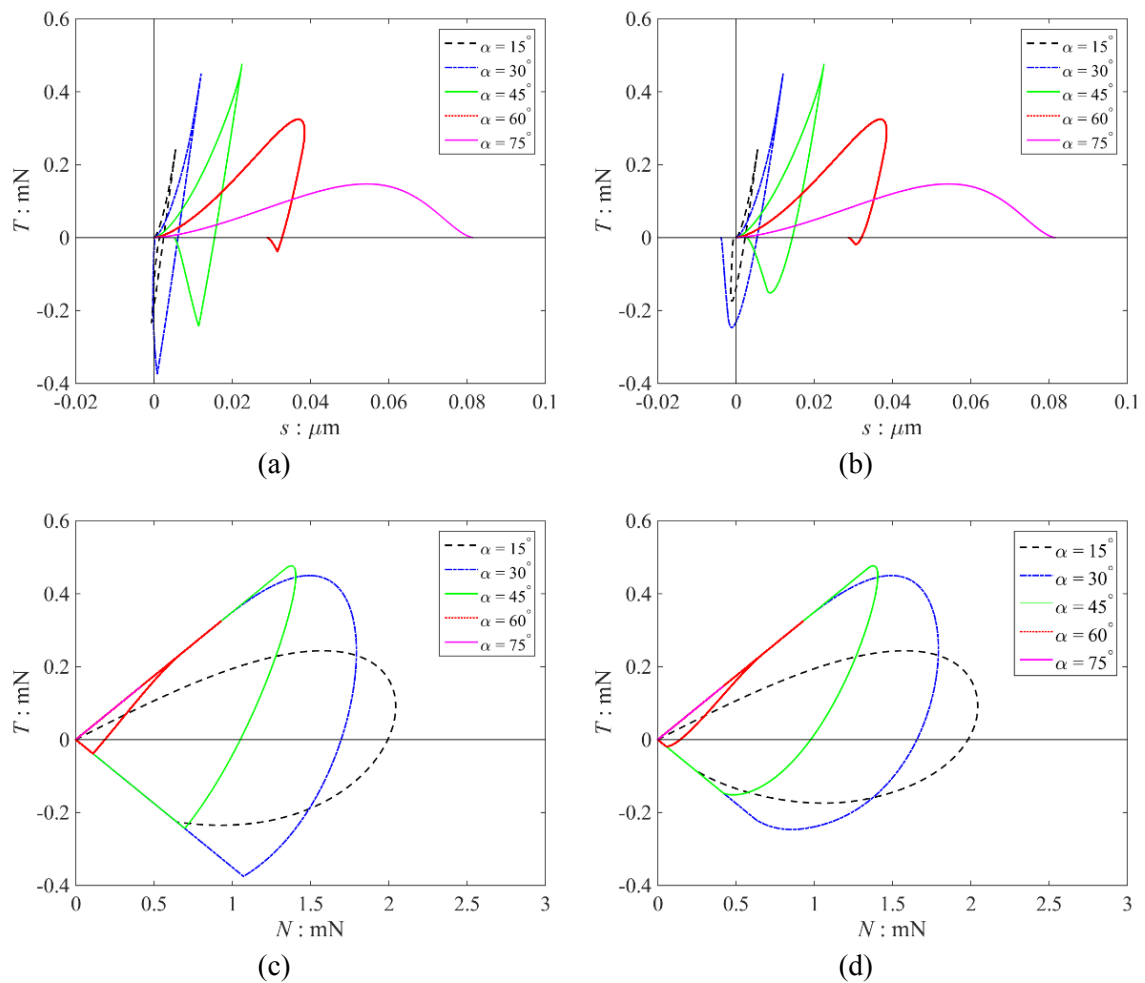 0.6
0.4
0.2
0
-0.2
-0.4
T : mN
-0.02
0
0.02
0.04
0.06
0.08
0.1
s : μm
α = 15°
α = 30°
α = 45°
α = 60°
α = 75°
(a)
0.6
0.4
0.2
0
-0.2
-0.4
T : mN
-0.02
0
0.02
0.04
0.06
0.08
0.1
s : μm
α = 15°
α = 30°
α = 45°
α = 60°
α = 75°
(b)
0.6
0.4
0.2
0
-0.2
-0.4
T : mN
0
0.5
1
1.5
2
2.5
3
N : mN
α = 15°
α = 30°
α = 45°
α = 60°
α = 75°
(c)
0.6
0.4
0.2
0
-0.2
-0.4
T : mN
0
0.5
1
1.5
2
2.5
3
N : mN
α = 15°
α = 30°
α = 45°
α = 60°
α = 75°
(d)